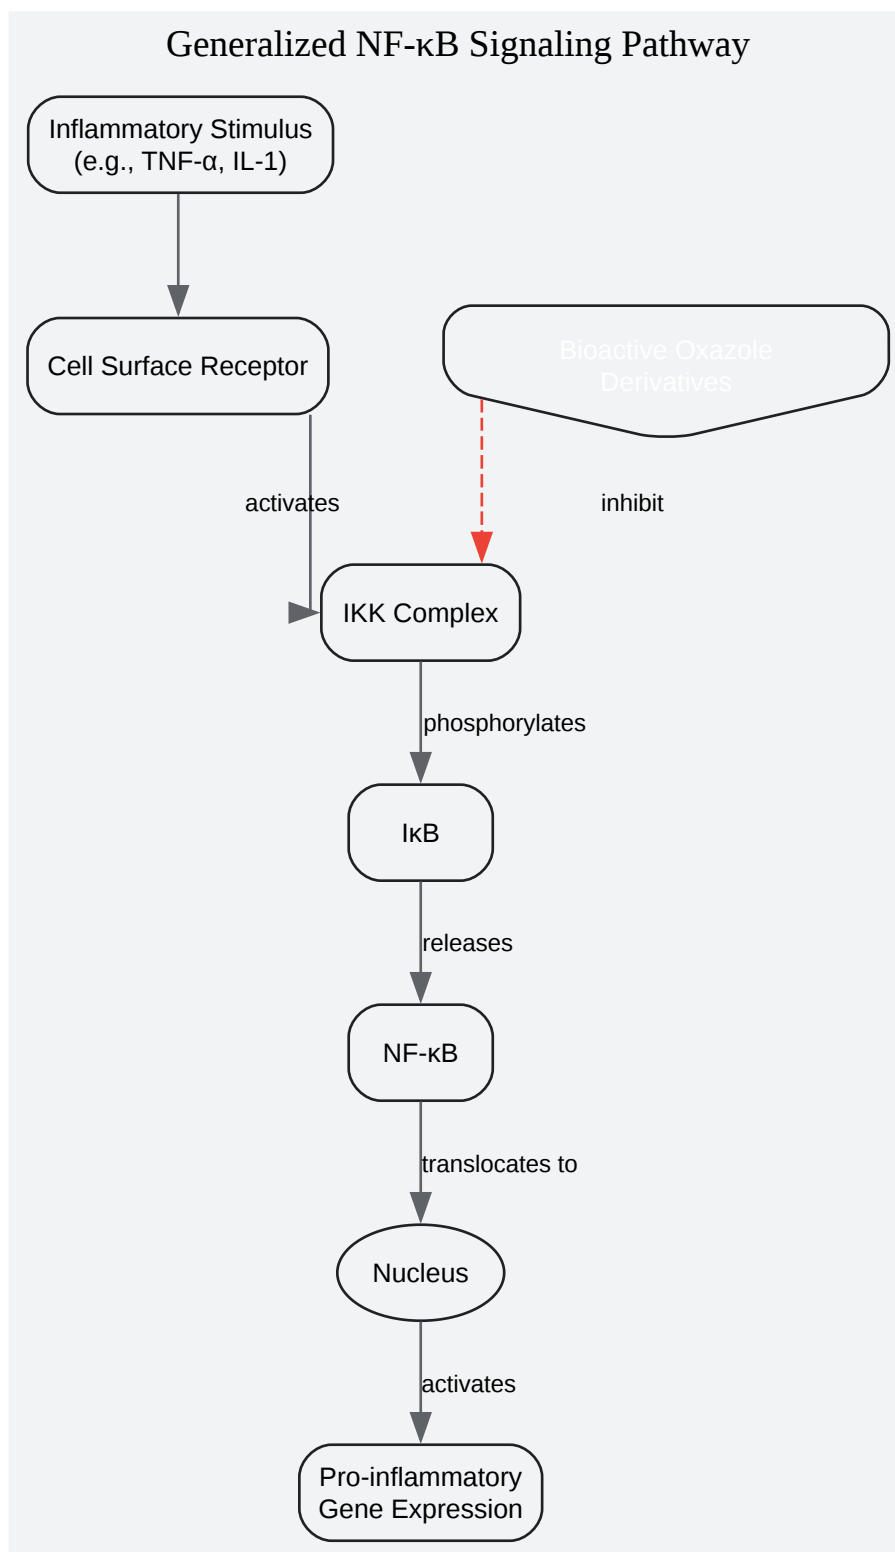 Generalized NF-κB Signaling Pathway
Inflammatory Stimulus
(e.g., TNF-α, IL-1)
Cell Surface Receptor
Bioactive Oxazole
Derivatives
activates
inhibit
IKK Complex
phosphorylates
IκB
releases
NF-κB
translocates to
Nucleus
activates
Pro-inflammatory
Gene Expression